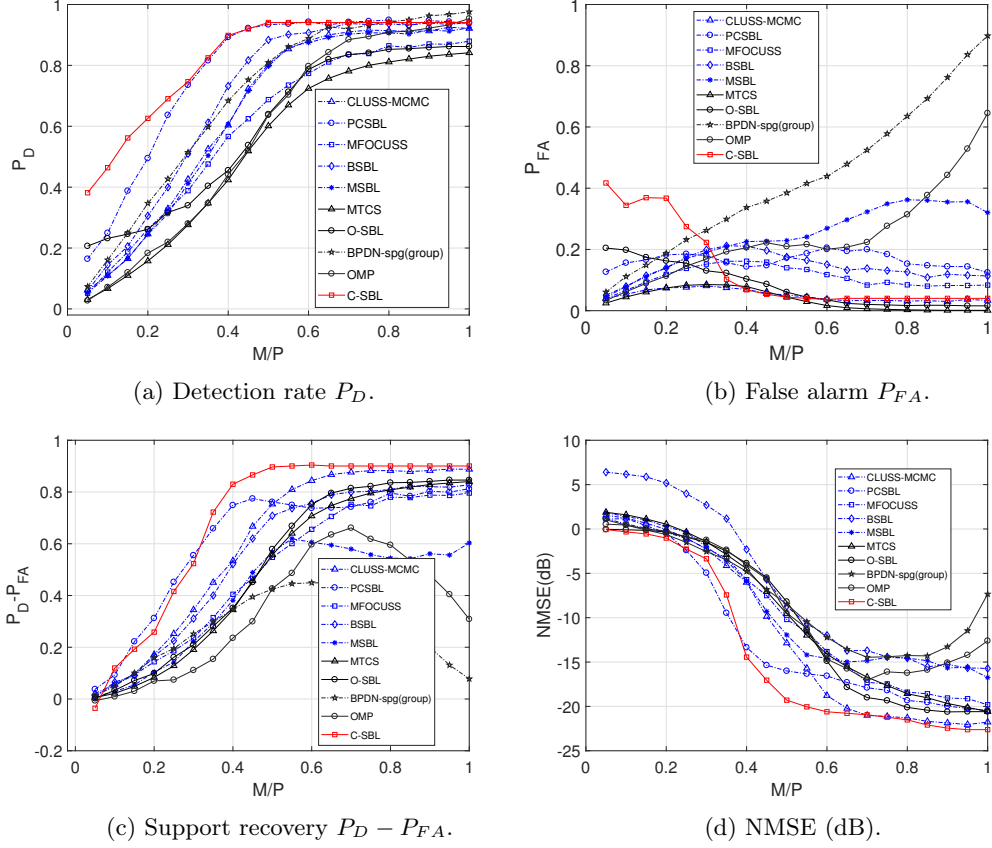 1
0.8
0.6
0.4
0.2
0
P_D
0 0.2 0.4 0.6 0.8 1
M/P
CLUSS-MCMC
PCSBL
MFOCUSS
BSBL
MSBL
MTCS
O-SBL
BPDN-spg(group)
OMP
C-SBL
(a) Detection rate P_D.
1
0.8
0.6
0.4
0.2
0
P_FA
0 0.2 0.4 0.6 0.8 1
M/P
CLUSS-MCMC
PCSBL
MFOCUSS
BSBL
MSBL
MTCS
O-SBL
BPDN-spg(group)
OMP
C-SBL
(b) False alarm P_FA.
1
0.8
0.6
0.4
0.2
0
-0.2
P_D-P_FA
0 0.2 0.4 0.6 0.8 1
M/P
CLUSS-MCMC
PCSBL
MFOCUSS
BSBL
MSBL
MTCS
O-SBL
BPDN-spg(group)
OMP
C-SBL
(c) Support recovery P_D − P_FA.
10
5
0
-5
-10
-15
-20
-25
NMSE(dB)
0 0.2 0.4 0.6 0.8 1
M/P
CLUSS-MCMC
PCSBL
MFOCUSS
BSBL
MSBL
MTCS
O-SBL
BPDN-spg(group)
OMP
C-SBL
(d) NMSE (dB).